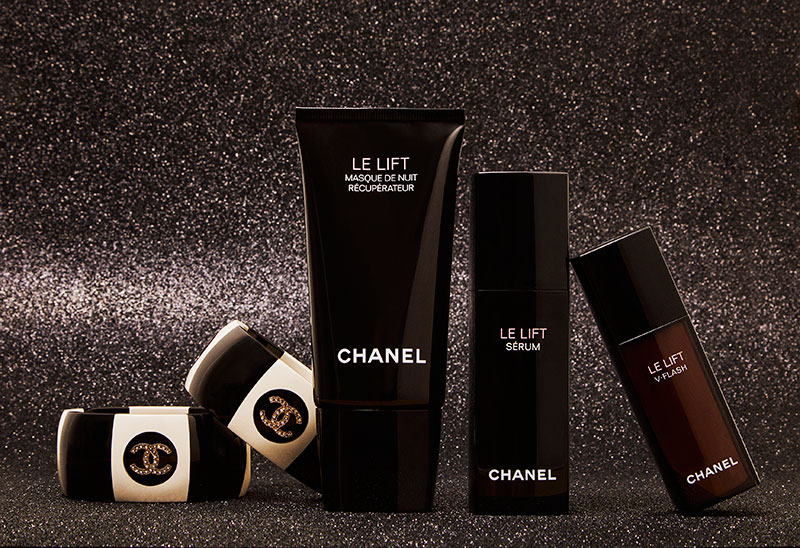 LE LIFT
MASQUE DE NUIT
RÉCUPÉRATEUR
CHANEL
LE LIFT
SÉRUM
CHANEL
LE LIFT
V-FLASH
CHANEL